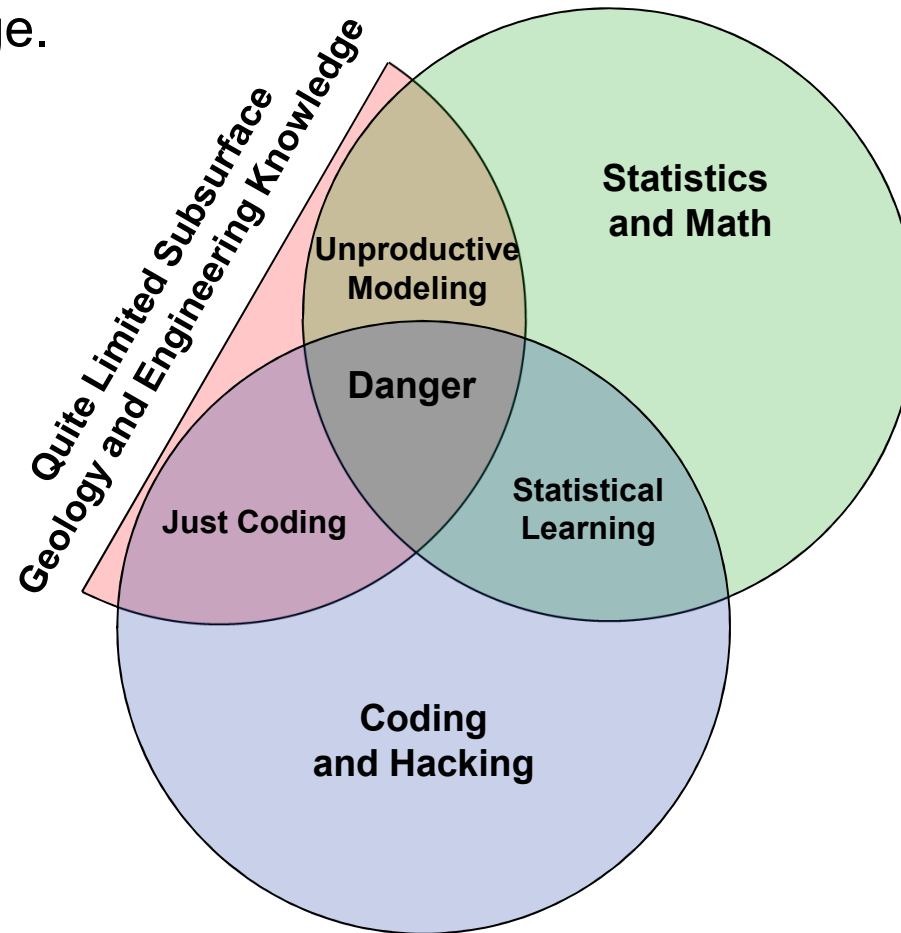 ge.
Quite Limited Subsurface
Geology and Engineering Knowledge
Statistics
and Math
Unproductive
Modeling
Danger
Statistical
Learning
Just Coding
Coding
and Hacking